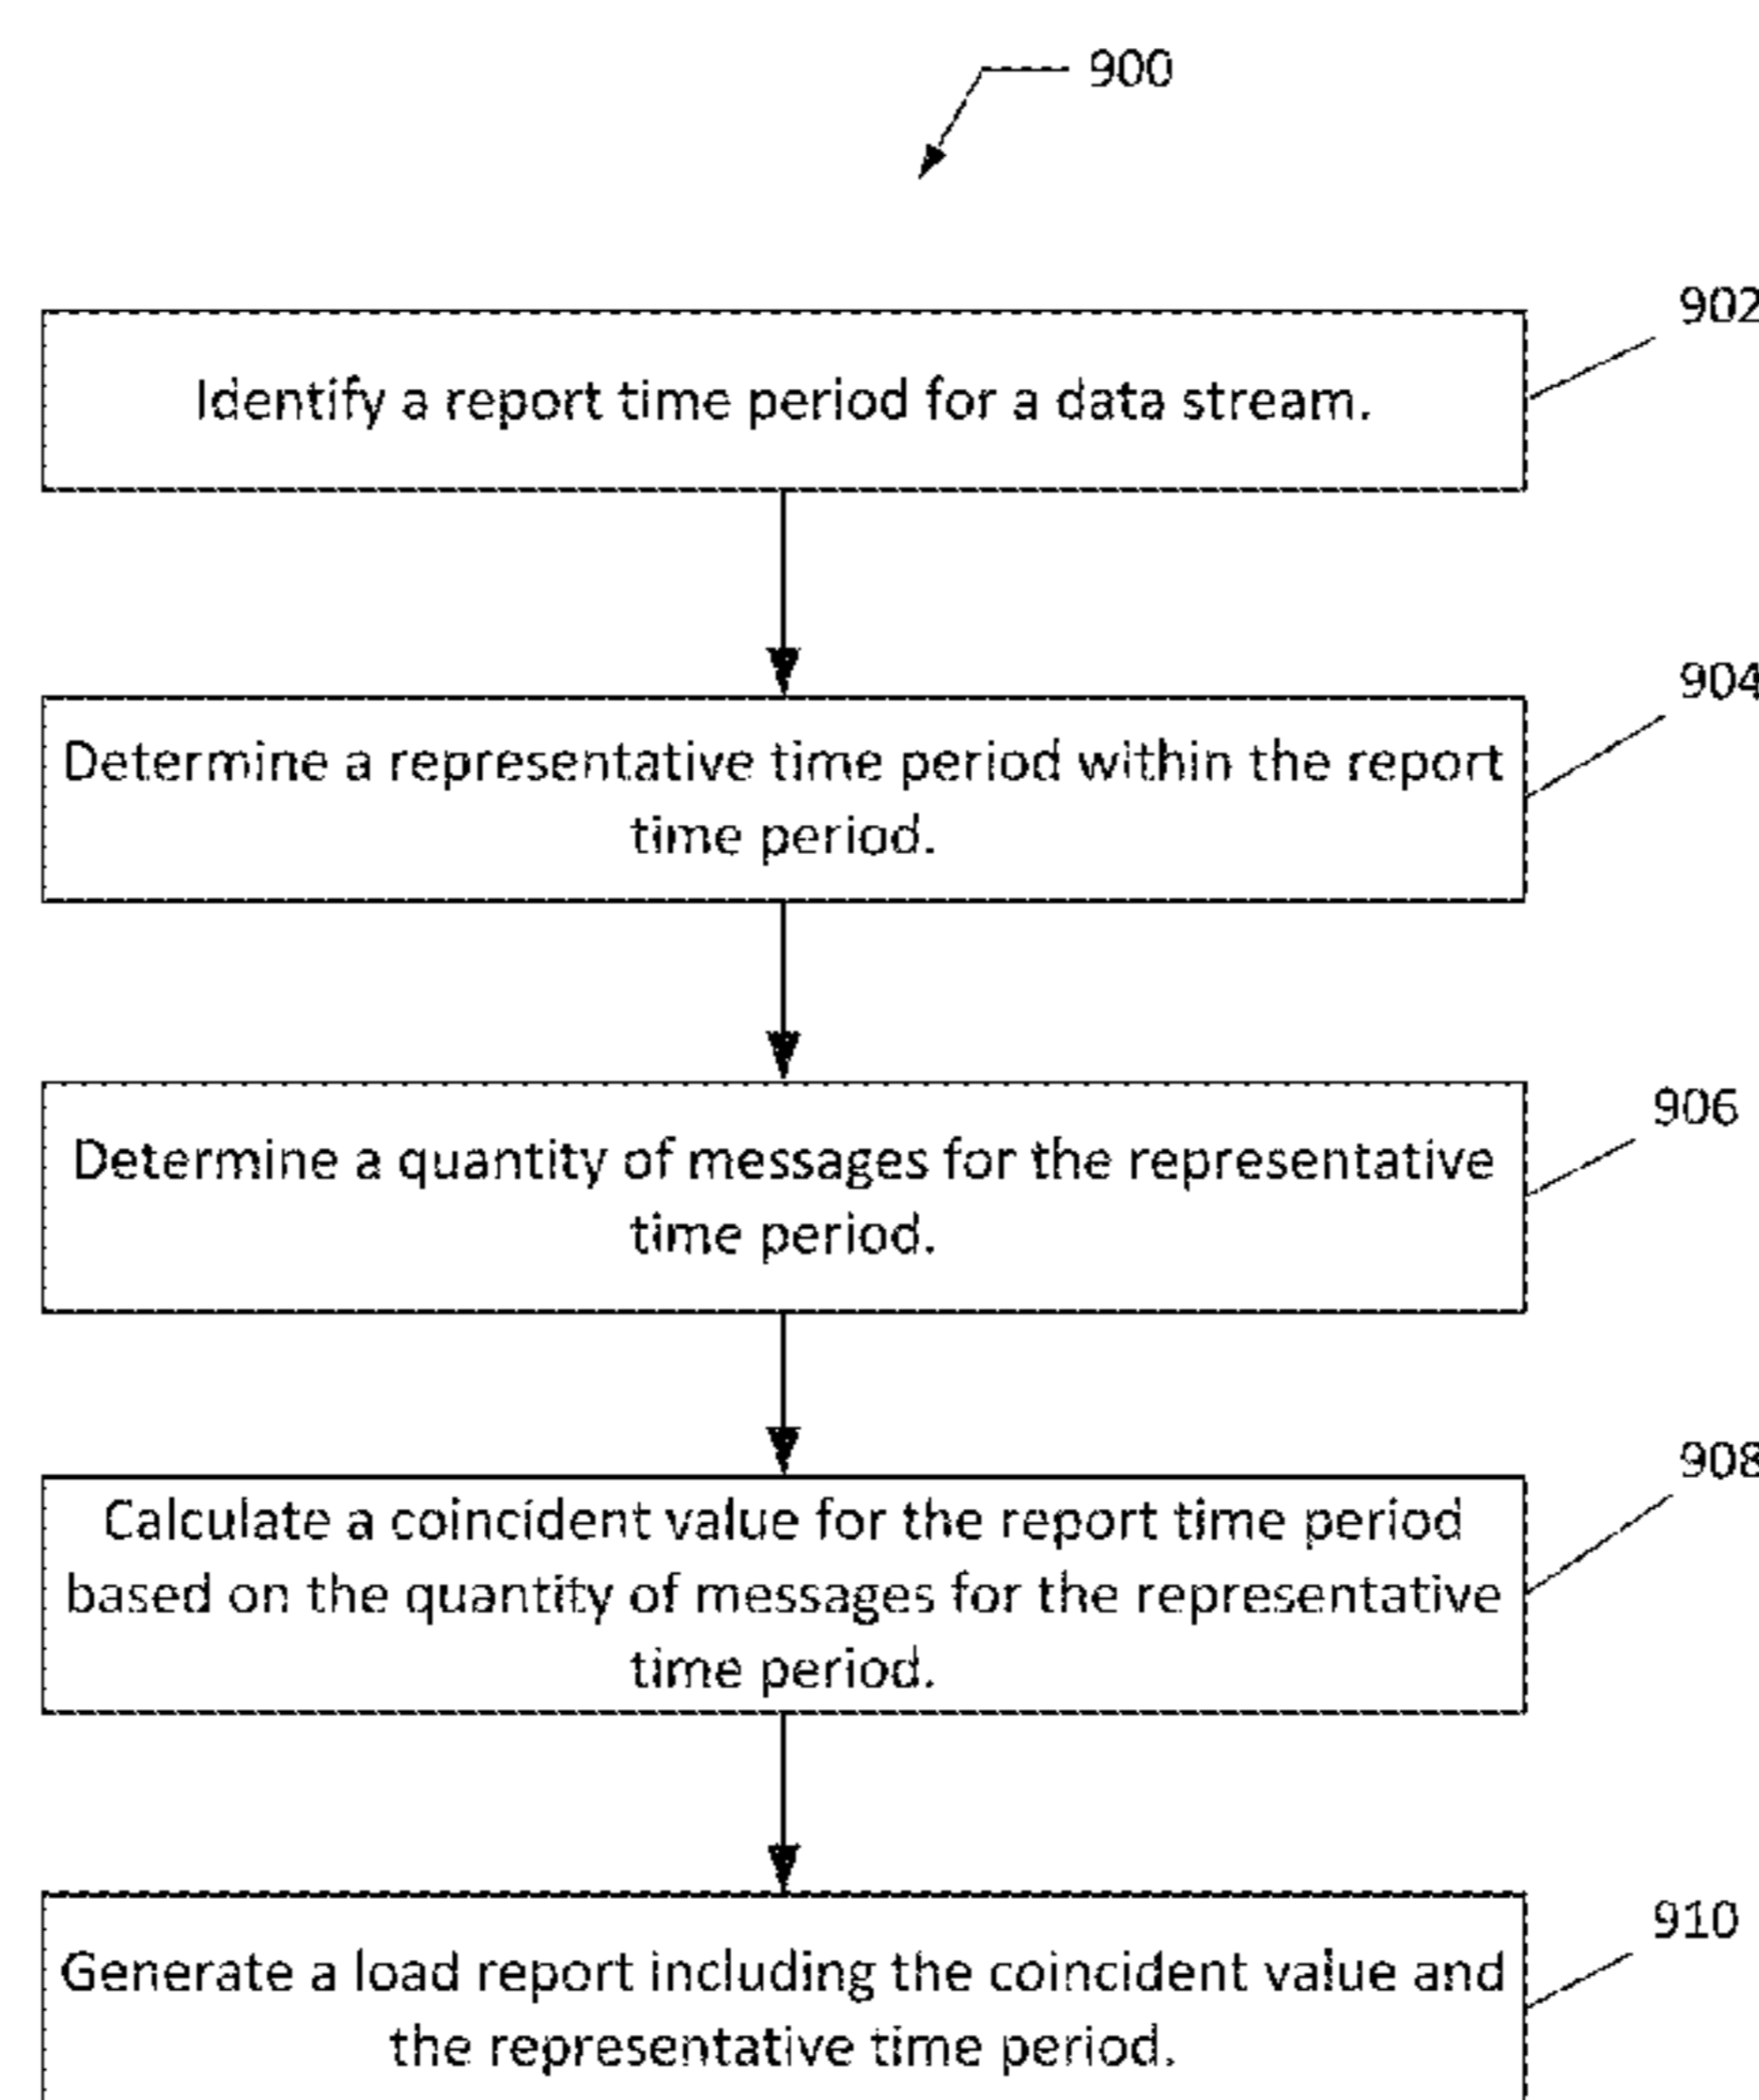 900
902
Identify a report time period for a data stream.
904
Determine a representative time period within the report
time period.
906
Determine a quantity of messages for the representative
time period.
908
Calculate a coincident value for the report time period
based on the quantity of messages for the representative
time period.
910
Generate a load report including the coincident value and
the representative time period.